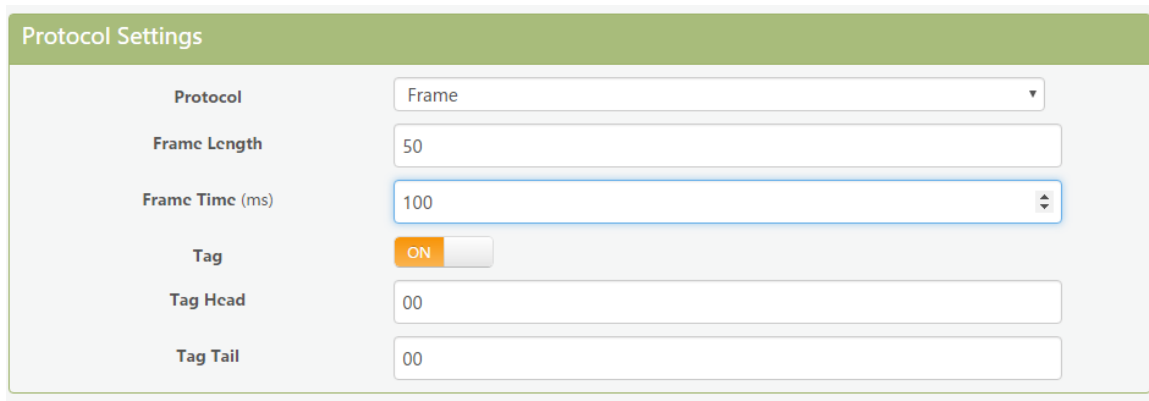 Protocol Settings
Protocol Frame
Frame Length 50
Frame Time (ms) 100
Tag ON
Tag Head 00
Tag Tail 00